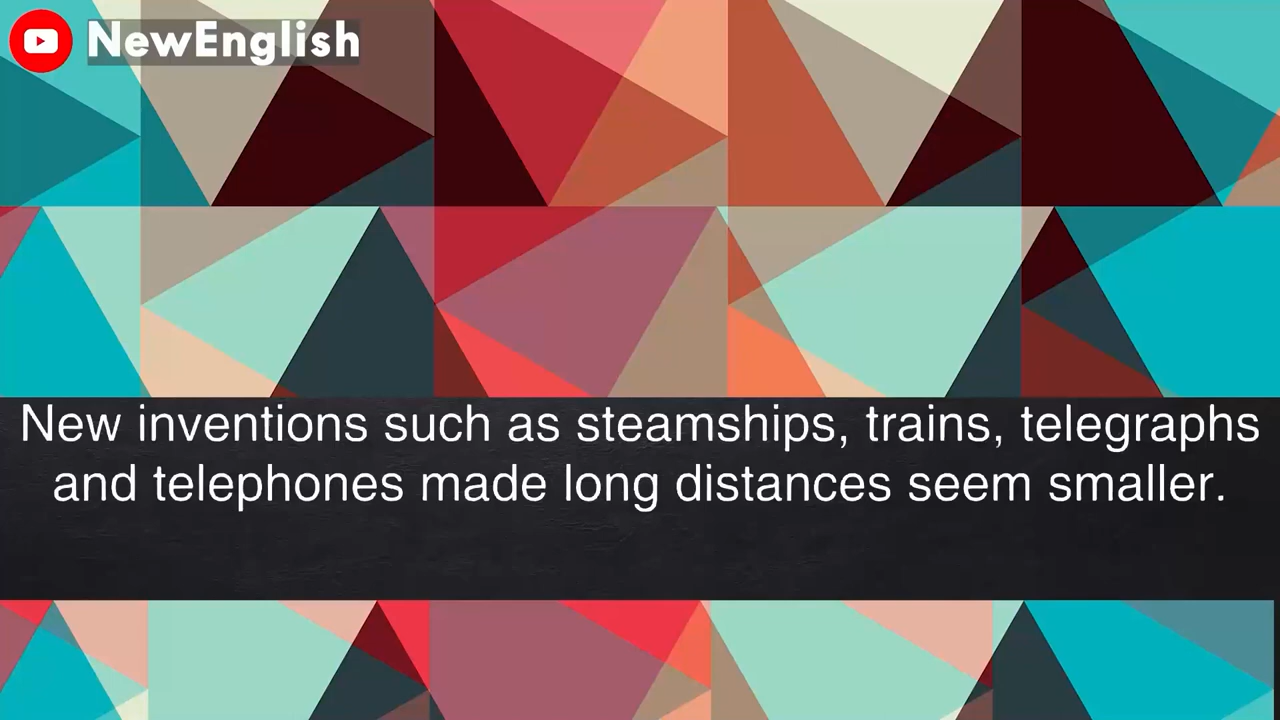 NewEnglish
New inventions such as steamships, trains, telegraphs
and telephones made long distances seem smaller.